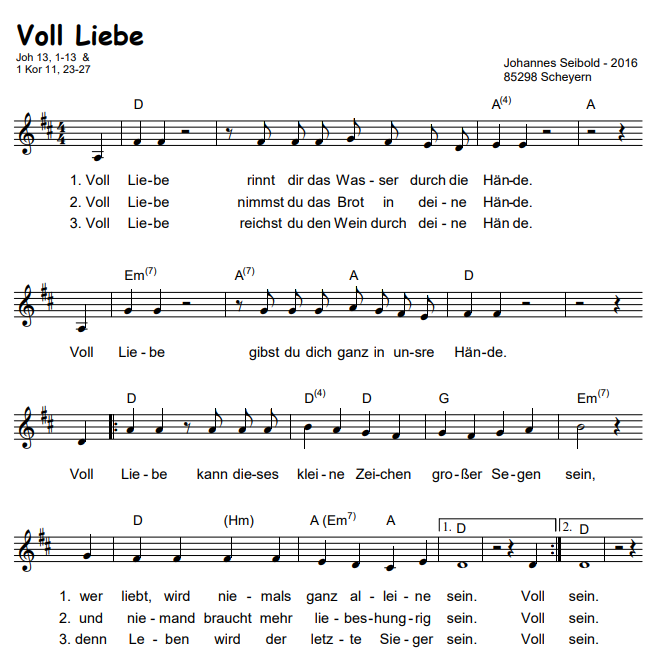 Voll Liebe
Joh 13, 1-13 &
1 Kor 11, 23-27
Johannes Seibold - 2016
85298 Scheyern
D A(4) A
4
4
1. Voll Lie-be rinnt dir das Was - ser durch die Hän-de.
2. Voll Liebe nimmst du das Brot in dei - ne Hän-de.
3. Voll Liebe reichst du den Wein durch deine Hän de.
Em(7) A(7) A D
Voll Lie - be gibst du dich ganz in un-sre Hän-de.
D D(4) D G Em(7)
Voll Lie - be kann die-ses klei - ne Zei-chen gro-ßer Se - gen sein,
D (Hm) A (Em7) A 1. D 2. D
1. wer liebt, wird nie - mals ganz al - lei - ne sein. Voll sein.
2. und nie - mand braucht mehr lie - bes-hung-rig sein. Voll sein.
3. denn Le - ben wird der letz - te Sie - ger sein. Voll sein.